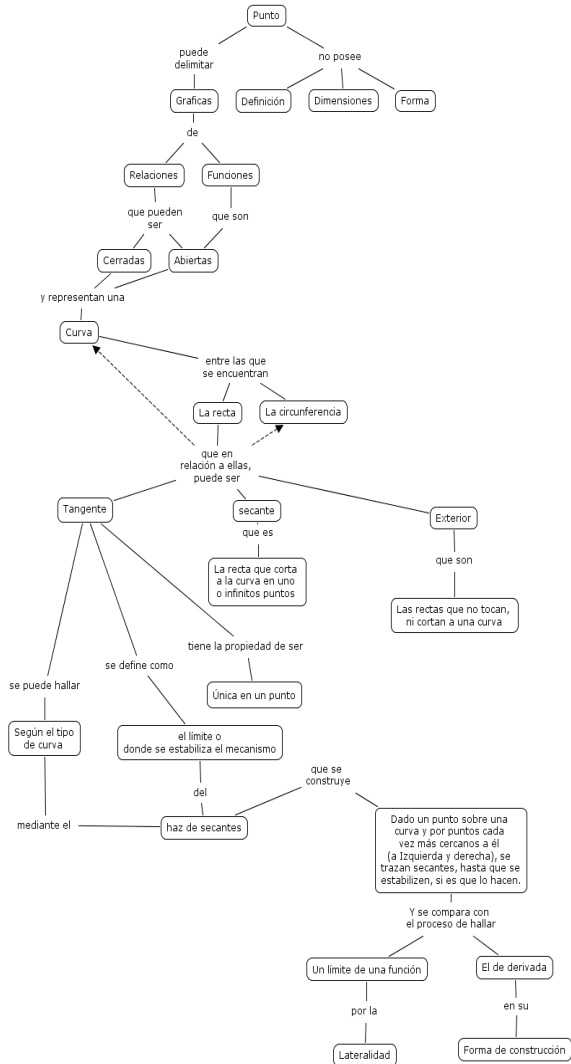 Punto
puede
delimitar
no posee
Graficas
Definición
Dimensiones
Forma
de
Relaciones
Funciones
que pueden
ser
que son
Cerradas
Abiertas
y representan una
Curva
entre las que
se encuentran
La recta
La circunferencia
que en
relación a ellas,
puede ser
Tangente
secante
Exterior
que es
que son
La recta que corta
a la curva en uno
o infinitos puntos
Las rectas que no tocan,
ni cortan a una curva
tiene la propiedad de ser
se define como
se puede hallar
Única en un punto
Según el tipo
de curva
el límite o
donde se estabiliza el mecanismo
que se
construye
del
mediante el
haz de secantes
Dado un punto sobre una
curva y por puntos cada
vez más cercanos a él
(a Izquierda y derecha), se
trazan secantes, hasta que se
estabilizen, si es que lo hacen.
Y se compara con
el proceso de hallar
Un límite de una función
El de derivada
por la
en su
Lateralidad
Forma de construcción